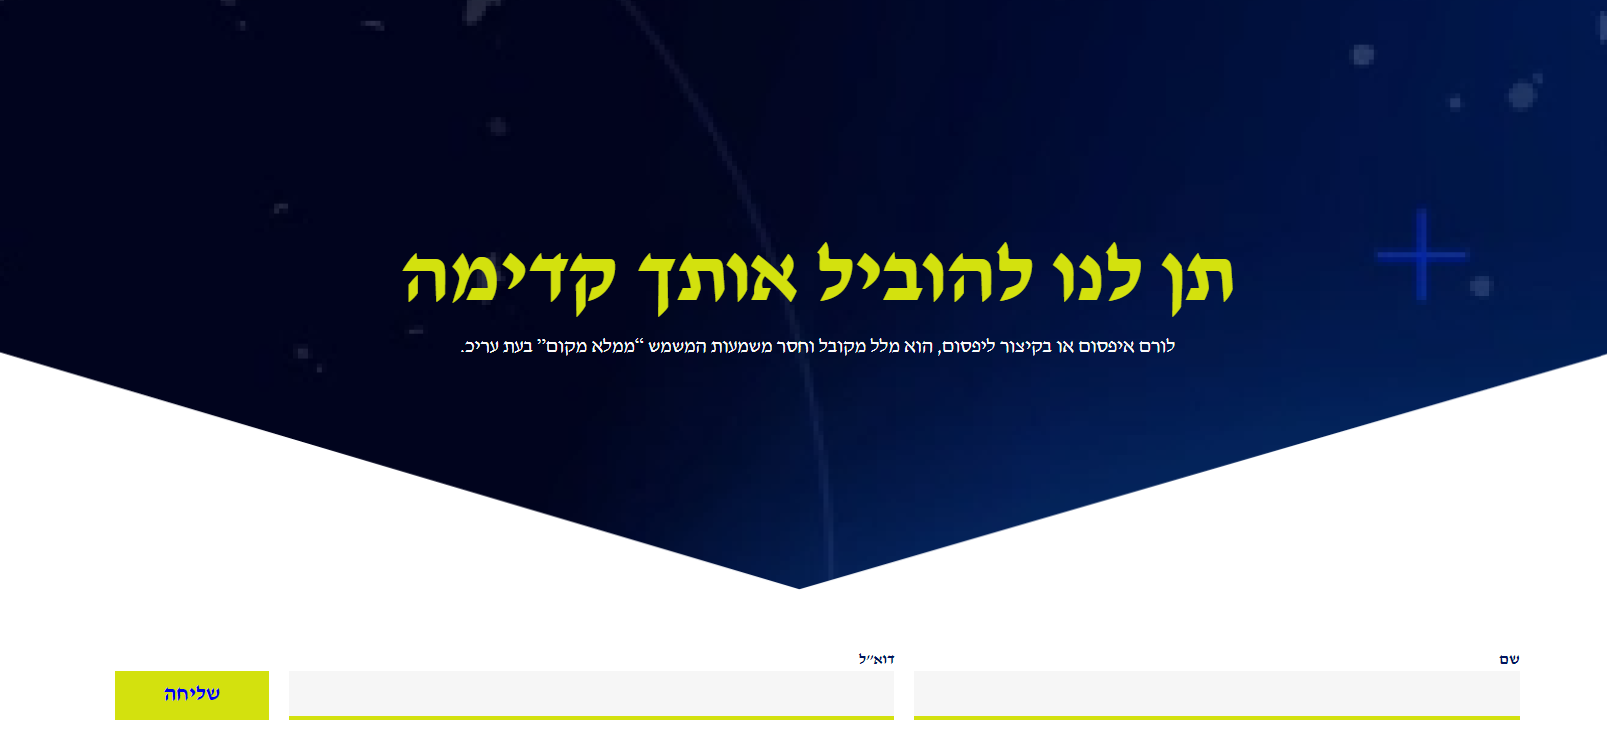 תן לנו להוביל אותך קדימה
לורם איפסום או בקיצור ליפסום, הוא מלל מקובל וחסר משמעות המשמש “ממלא מקום” בעת עריכ.
שם
דוא״ל
שליחה